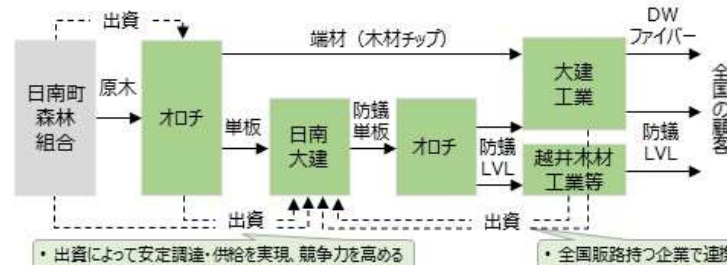 出資
端材（木材チップ）
DW
ファイバー
日南町
森林
組合
原木
オロチ
単板
日南
大建
防蟻
単板
オロチ
防蟻
LVL
大建
工業
越井木材
工業等
防蟻
LVL
全国の顧客
出資
出資
・出資によって安定調達・供給を実現、競争力を高める
・全国販路持つ企業で連携